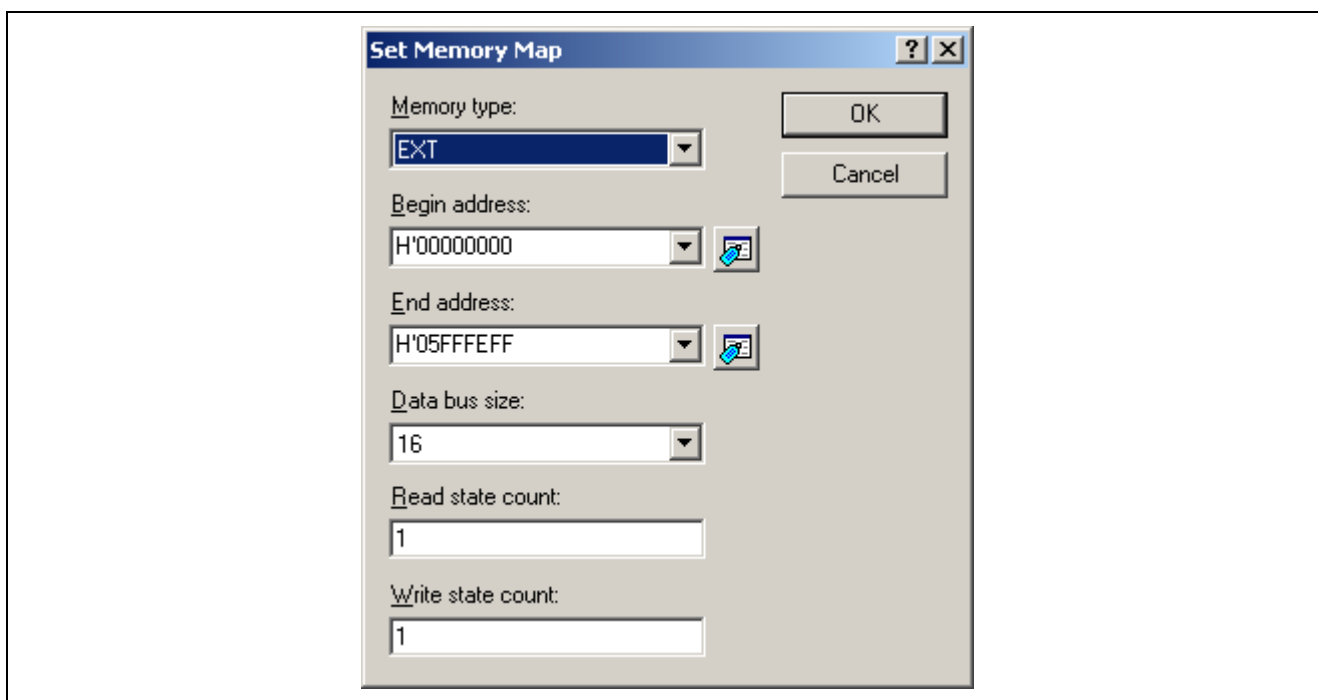 Set Memory Map
Memory type:
EXT
Begin address:
H'00000000
End address:
H'05FFFEFF
Data bus size:
16
Read state count:
1
Write state count:
1
OK
Cancel